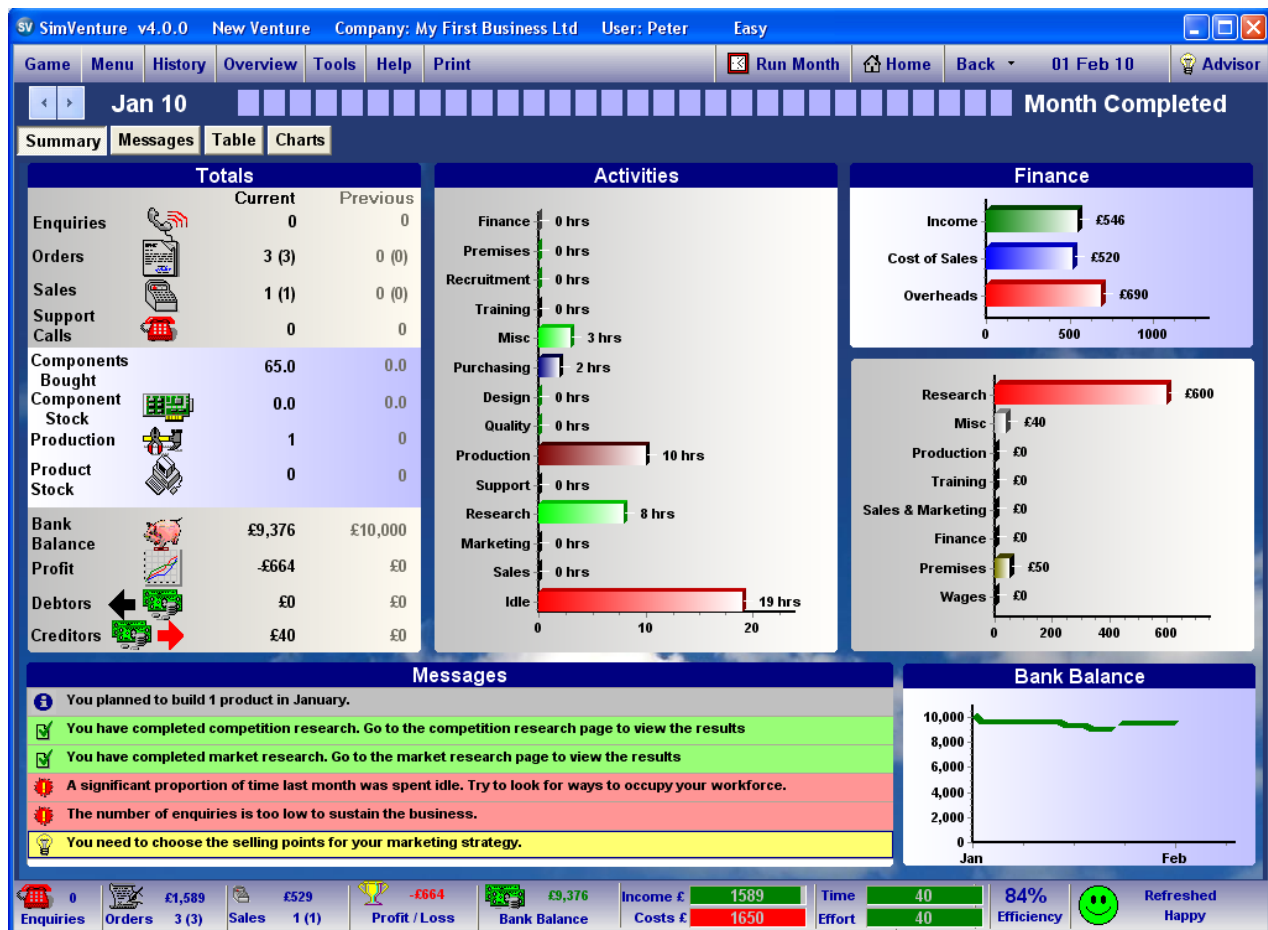 SV SimVenture v4.0.0 New Venture Company: My First Business Ltd User: Peter Easy
Game Menu History Overview Tools Help Print Run Month Home Back 01 Feb 10 Advisor
Jan 10 Month Completed
Summary Messages Table Charts
Totals
Current Previous
Enquiries 0 0
Orders 3 (3) 0 (0)
Sales 1 (1) 0 (0)
Support
Calls 0 0
Components
Bought 65.0 0.0
Component
Stock 0.0 0.0
Production 1 0
Product
Stock 0 0
Bank
Balance £9,376 £10,000
Profit -£664 £0
Debtors £0 £0
Creditors £40 £0
Activities
Finance 0 hrs
Premises 0 hrs
Recruitment 0 hrs
Training 0 hrs
Misc 3 hrs
Purchasing 2 hrs
Design 0 hrs
Quality 0 hrs
Production 10 hrs
Support 0 hrs
Research 8 hrs
Marketing 0 hrs
Sales 0 hrs
Idle 19 hrs
0 10 20
Finance
Income £546
Cost of Sales £520
Overheads £690
0 500 1000
Research £600
Misc £40
Production £0
Training £0
Sales & Marketing £0
Finance £0
Premises £50
Wages £0
0 200 400 600
Messages
You planned to build 1 product in January.
You have completed competition research. Go to the competition research page to view the results
You have completed market research. Go to the market research page to view the results
A significant proportion of time last month was spent idle. Try to look for ways to occupy your workforce.
The number of enquiries is too low to sustain the business.
You need to choose the selling points for your marketing strategy.
Bank Balance
10,000
8,000
6,000
4,000
2,000
0
Jan Feb
0 £1,589 £529 -£664 £9,376 Income £ 1589 Time 40 84% Refreshed
Enquiries Orders 3 (3) Sales 1 (1) Profit / Loss Bank Balance Costs £ 1650 Effort 40 Efficiency Happy